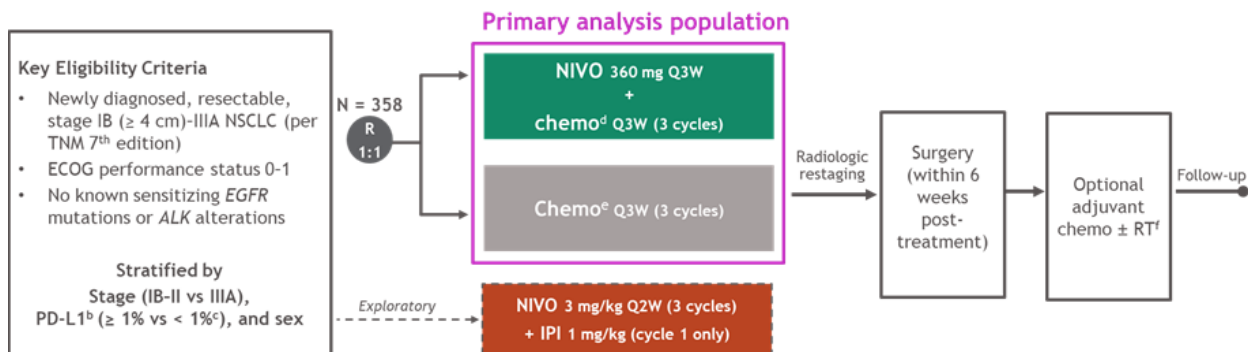 Primary analysis population
Key Eligibility Criteria
• Newly diagnosed, resectable,
stage IB (≥ 4 cm)–IIIA NSCLC (per
TNM 7th edition)
• ECOG performance status 0–1
• No known sensitizing EGFR
mutations or ALK alterations
Stratified by
Stage (IB–II vs IIIA),
PD-L1b (≥ 1% vs < 1%c), and sex
N = 358
R
1:1
NIVO 360 mg Q3W
+
chemod Q3W (3 cycles)
Chemoe Q3W (3 cycles)
Exploratory
NIVO 3 mg/kg Q2W (3 cycles)
+ IPI 1 mg/kg (cycle 1 only)
Radiologic
restaging
Surgery
(within 6
weeks
post-
treatment)
Optional
adjuvant
chemo ± RTf
Follow-up